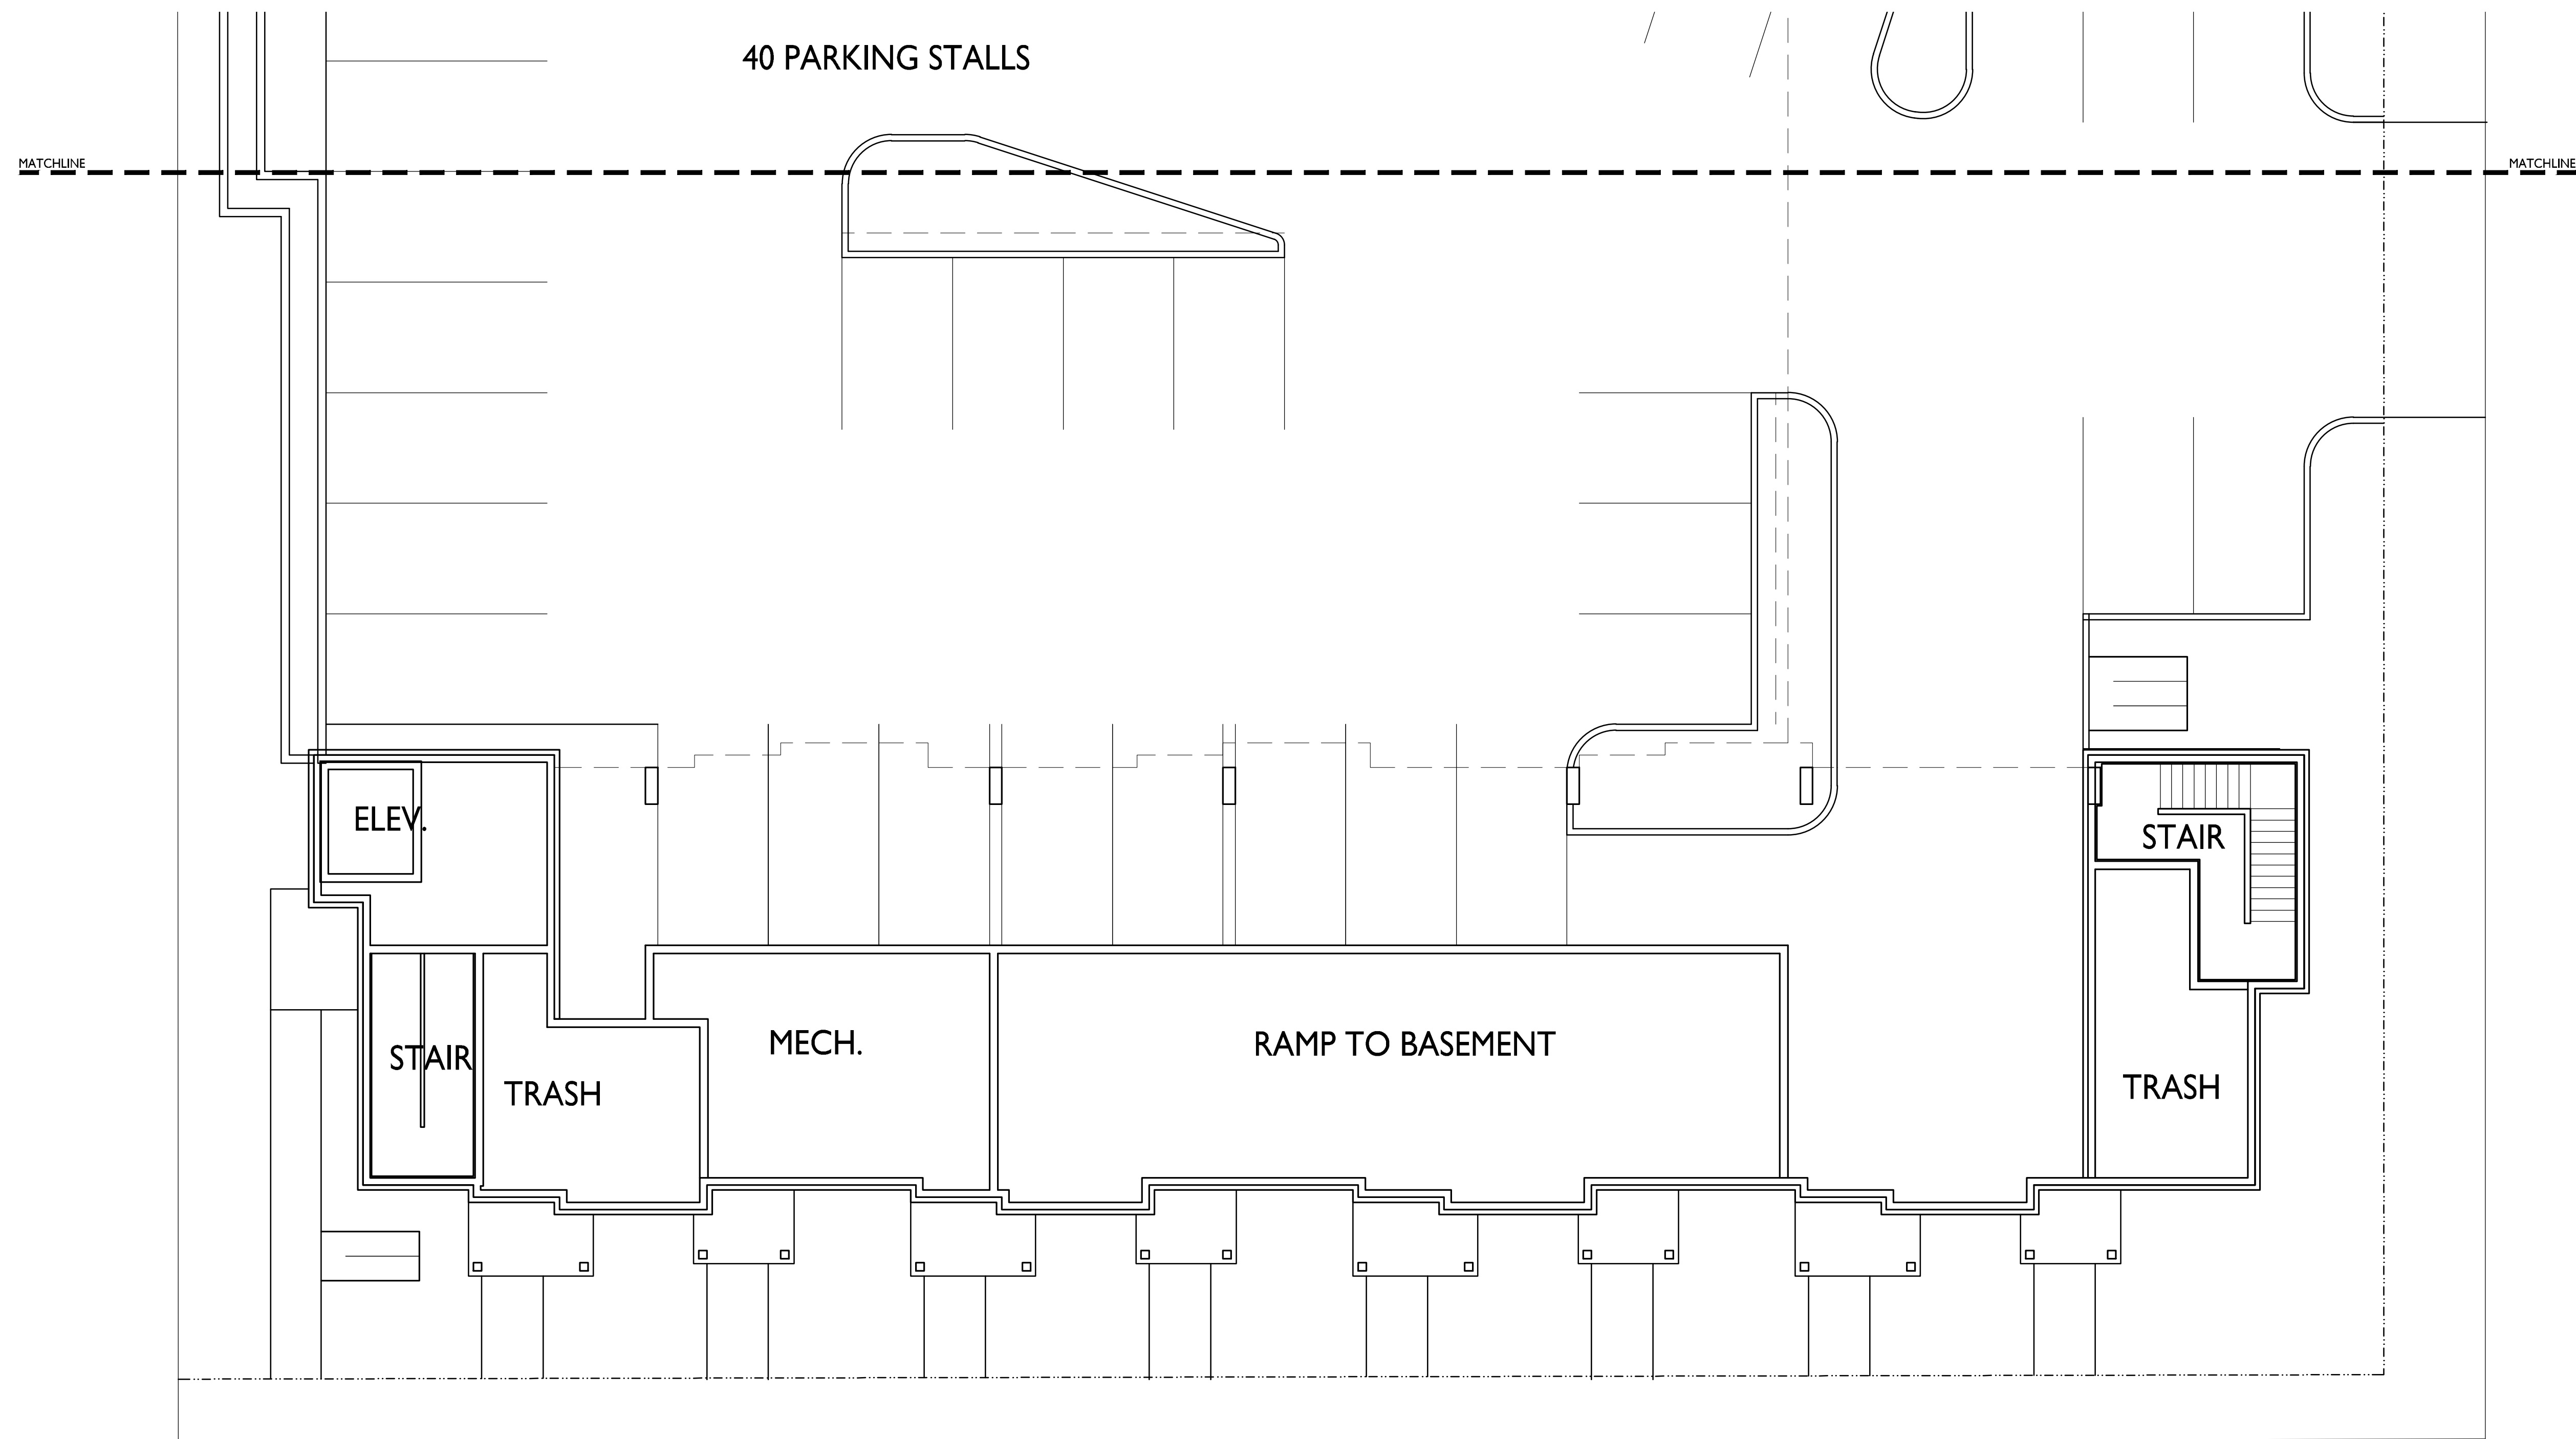 40 PARKING STALLS
MATCHLINE
MATCHLINE
ELEV.
STAIR
STAIR
TRASH
MECH.
RAMP TO BASEMENT
TRASH